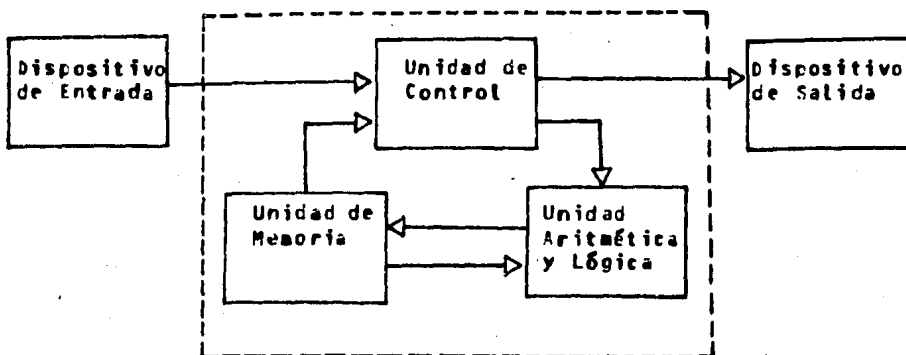 Dispositivo
de Entrada
Unidad de
Control
Dispositivo
de Salida
Unidad de
Memoria
Unidad
Aritmética
y Lógica